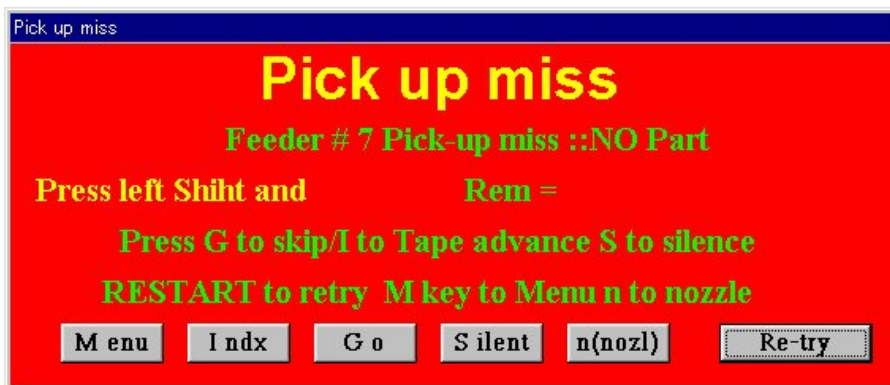 Pick up miss
Pick up miss
Feeder # 7 Pick-up miss ::NO Part
Press left Shiht and Rem =
Press G to skip/I to Tape advance S to silence
RESTART to retry M key to Menu n to nozzle
M enu I ndx G o S ilent n(nozl) Re-try